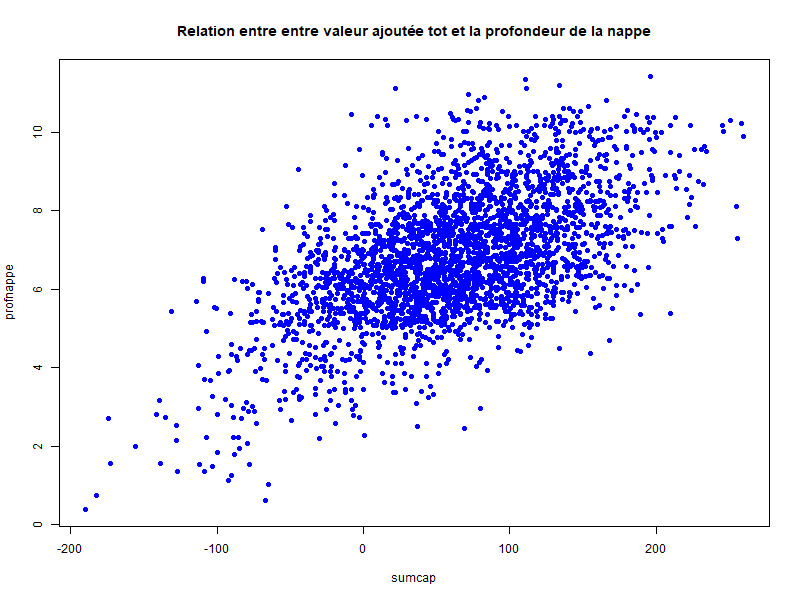 Relation entre entre valeur ajoutée tot et la profondeur de la nappe
profnappe
10
8
6
4
2
0
-200 -100 0 100 200
sumcap